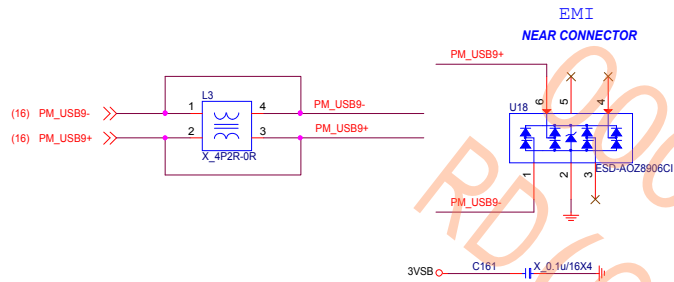 EMI
NEAR CONNECTOR
PM_USB9+
L3
U18
6
5
4
(16) PM_USB9-
1
4
PM_USB9-
(16) PM_USB9+
2
3
PM_USB9+
X_4P2R-0R
ESD-AOZ8906CI
1
2
3
PM_USB9-
3VSB
C161
X_0.1u/16X4